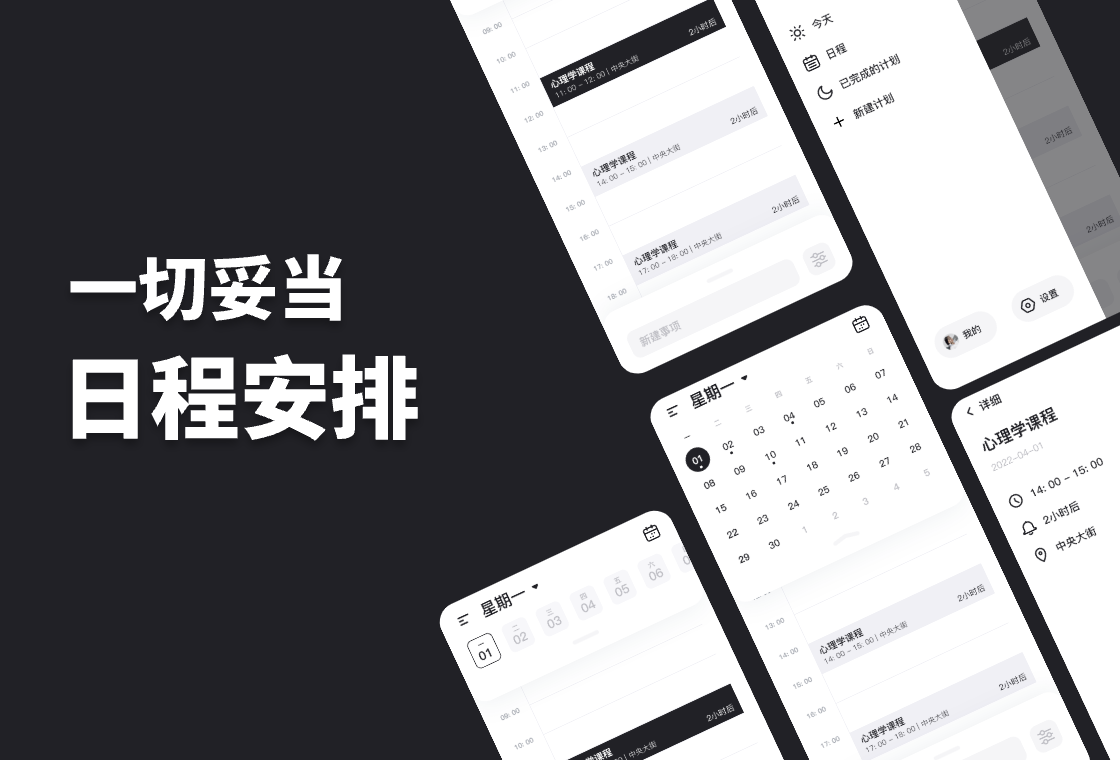 一切妥当
日程安排
09: 00
10: 00
11: 00
12: 00
13: 00
14: 00
15: 00
16: 00
17: 00
18: 00
心理学课程
11: 00 – 12: 00 | 中央大街
2小时后
心理学课程
14: 00 – 15: 00 | 中央大街
2小时后
心理学课程
17: 00 – 18: 00 | 中央大街
2小时后
新建事项
今天
日程
已完成的计划
新建计划
2小时后
2小时后
2小时后
我的
设置
星期一
一 二 三 四 五 六 日
01 02 03 04 05 06 07
08 09 10 11 12 13 14
15 16 17 18 19 20 21
22 23 24 25 26 27 28
29 30 1 2 3 4 5
13: 00
14: 00
15: 00
16: 00
17: 00
心理学课程
14: 00 – 15: 00 | 中央大街
2小时后
心理学课程
17: 00 – 18: 00 | 中央大街
2小时后
详细
心理学课程
2022-04-01
14: 00 – 15: 00
2小时后
中央大街
星期一
一 二 三 四 五 六
01 02 03 04 05 06
09: 00
10: 00
心理学课程
11: 00 – 12: 00 | 中央大街
2小时后